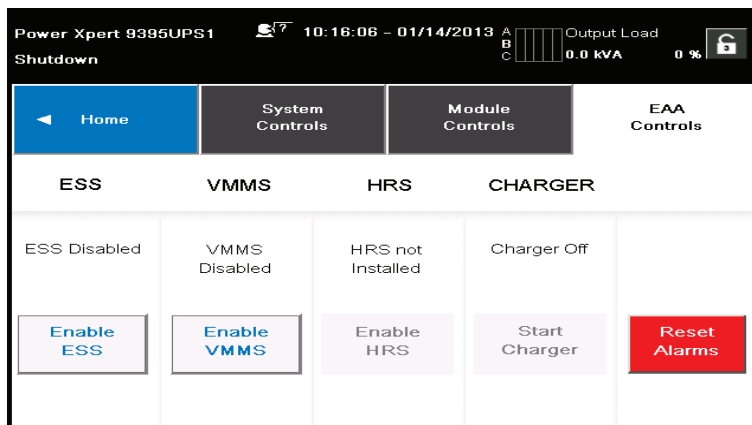 Power Xpert 9395UPS1 ? 10:16:06 - 01/14/2013 A Output Load
Shutdown B 0.0 kVA 0 %
C
◄ Home
System
Controls
Module
Controls
EAA
Controls
ESS VMMS HRS CHARGER
ESS Disabled
VMMS
Disabled
HRS not
Installed
Charger Off
Enable
ESS
Enable
VMMS
Enable
HRS
Start
Charger
Reset
Alarms